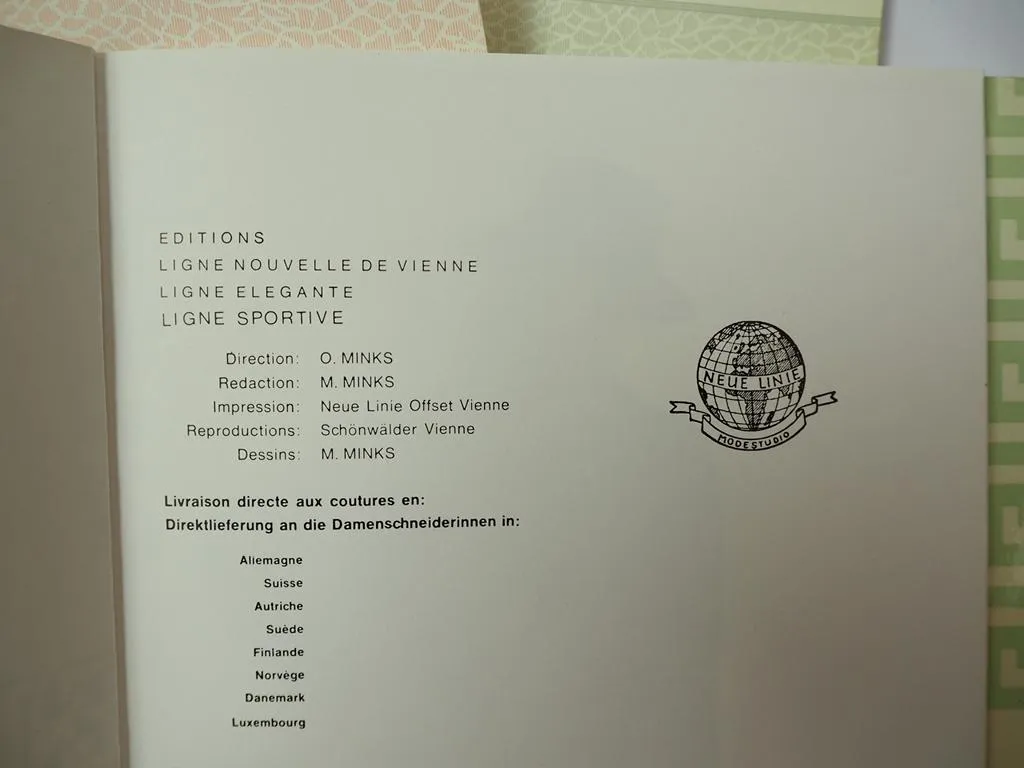 EDITIONS
LIGNE NOUVELLE DE VIENNE
LIGNE ELEGANTE
LIGNE SPORTIVE
Direction: O. MINKS
Redaction: M. MINKS
Impression: Neue Linie Offset Vienne
Reproductions: Schönwälder Vienne
Dessins: M. MINKS
NEUE LINIE
MODESTUDIO
Livraison directe aux coutures en:
Direktlieferung an die Damenschneiderinnen in:
Allemagne
Suisse
Autriche
Suède
Finlande
Norvège
Danemark
Luxembourg